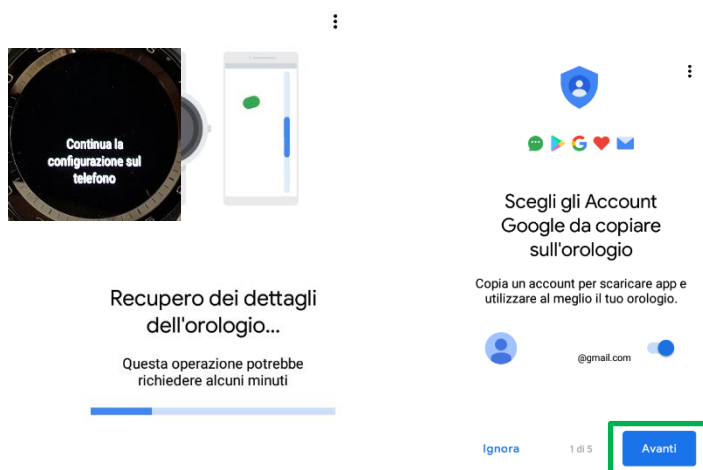 Continua la
configurazione sul
telefono
Recupero dei dettagli
dell'orologio...
Questa operazione potrebbe
richiedere alcuni minuti
Scegli gli Account
Google da copiare
sull'orologio
Copia un account per scaricare app e
utilizzare al meglio il tuo orologio.
@gmail.com
Ignora
1 di 5
Avanti